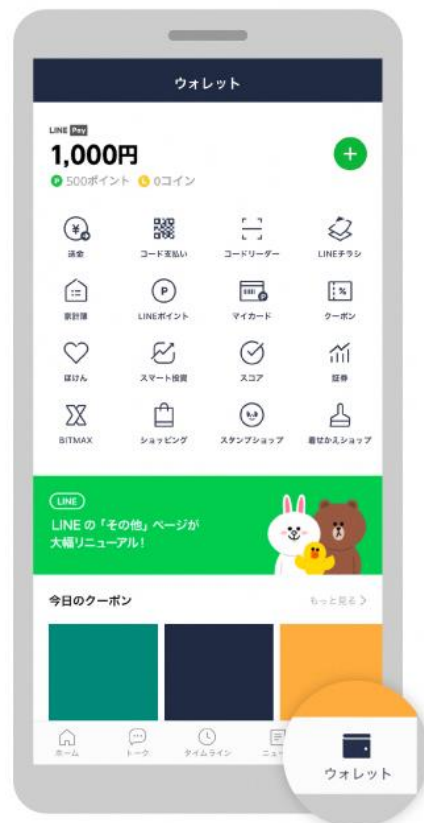 ウォレット
LINE Pay
1,000円
P 500ポイント L 0コイン
送金 コード支払い コードリーダー LINEチラシ
家計簿 LINEポイント マイカード クーポン
ほけん スマート投資 スコア 証券
BITMAX ショッピング スタンプショップ 着せかえショップ
LINE
LINEの「その他」ページが
大幅リニューアル!
今日のクーポン もっと見る
ホーム トーク タイムライン ニュー
ウォレット